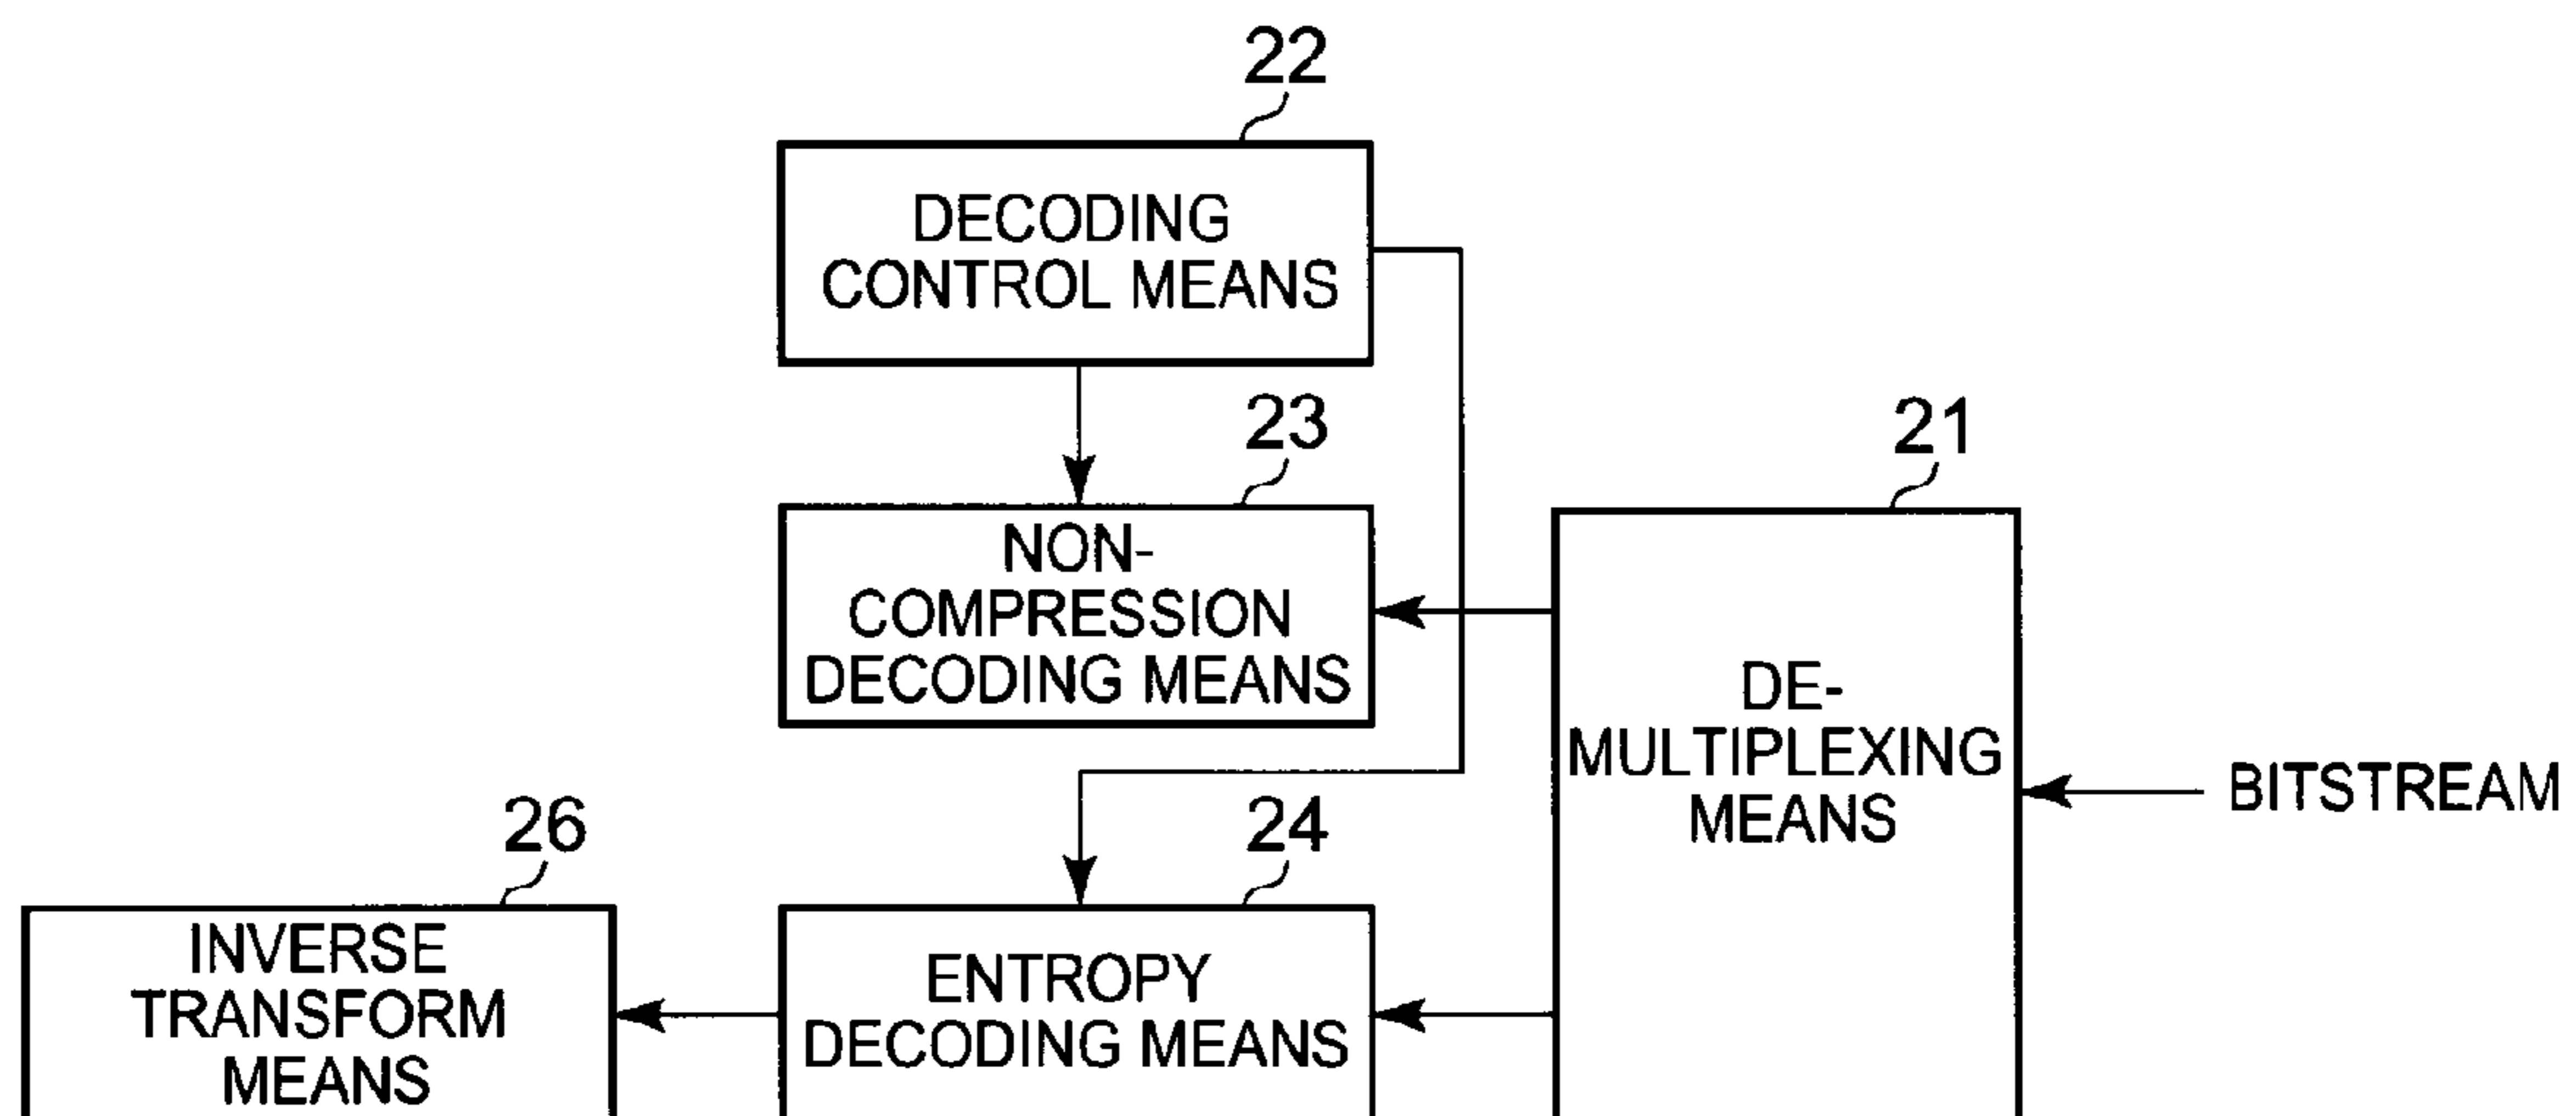 22
DECODING
CONTROL MEANS
23
NON-
COMPRESSION
DECODING MEANS
21
DE-
MULTIPLEXING
MEANS
BITSTREAM
26
INVERSE
TRANSFORM
MEANS
24
ENTROPY
DECODING MEANS